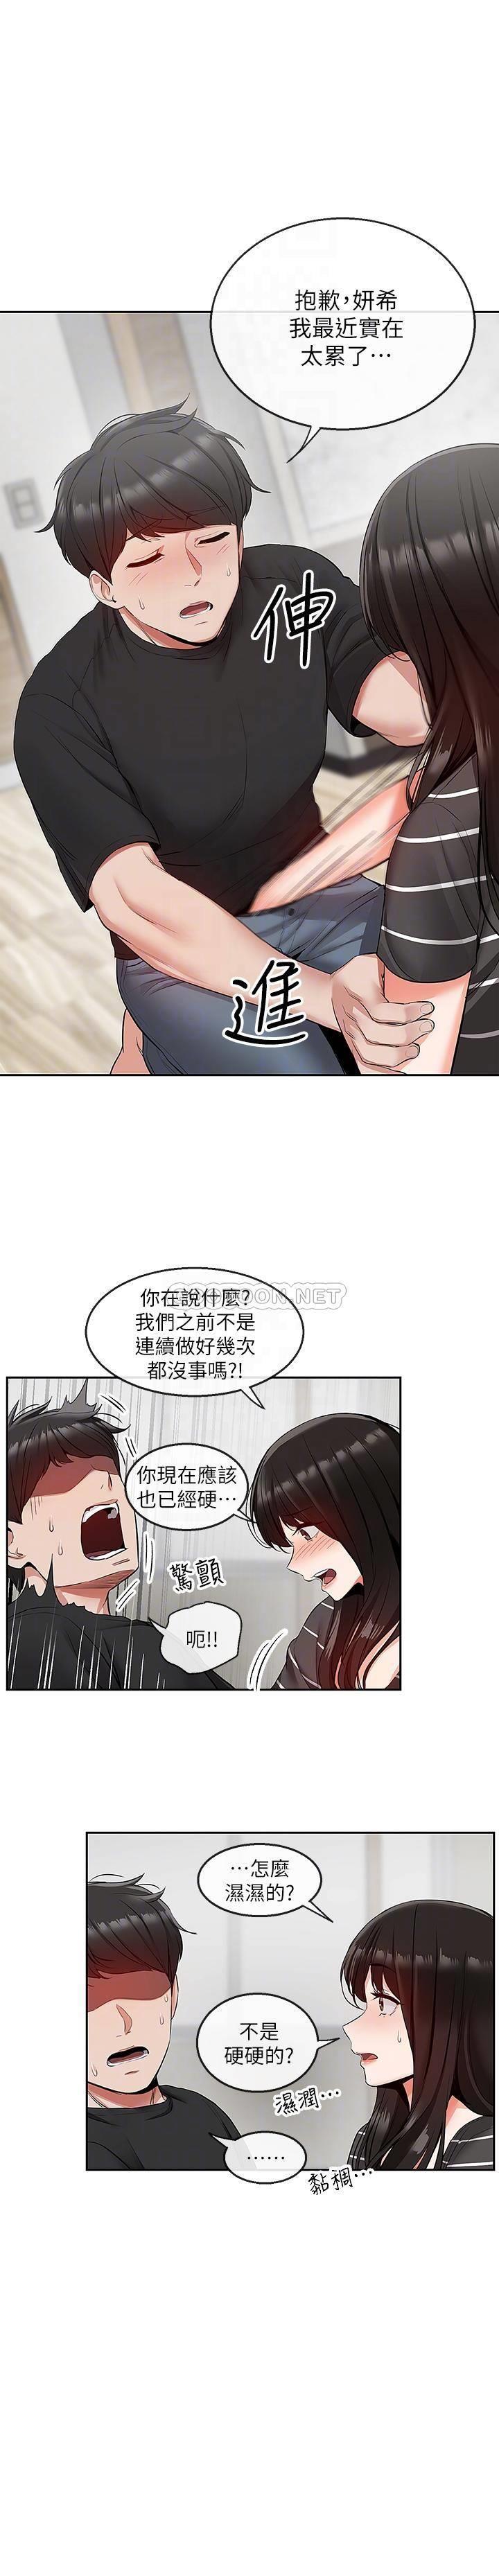 抱歉，妍希
我最近實在
太累了⋯
伸
進
你在說什麼？
我們之前不是
連續做好幾次
都沒事嗎？!
你現在應該
也已經硬⋯
驚顫
呃!!
⋯怎麼
濕濕的？
不是
硬硬的？
濕潤⋯
⋯⋯
黏稠⋯